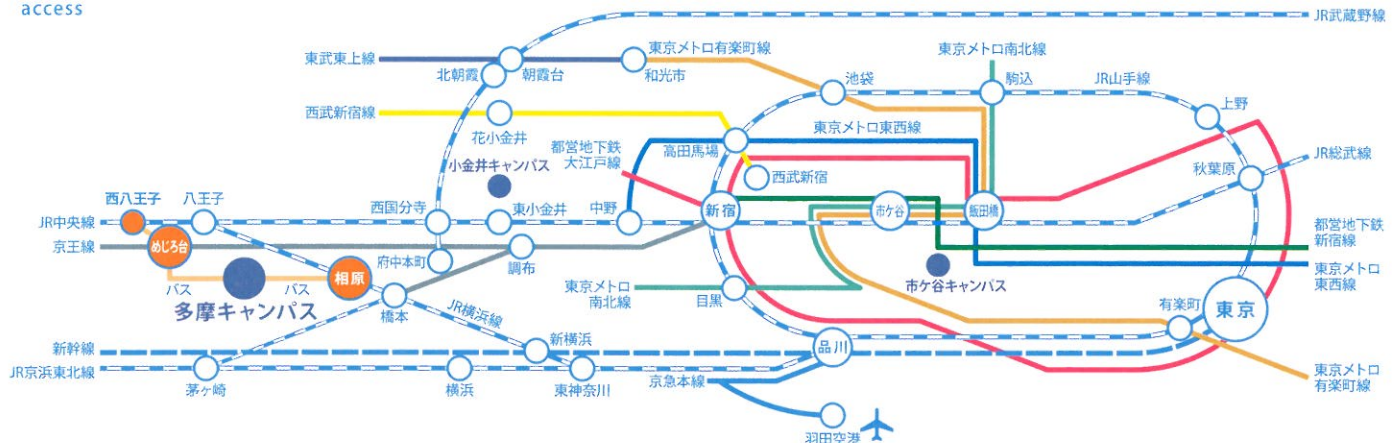 access
JR武蔵野線
東武東上線
北朝霞
朝霞台
東京メトロ有楽町線
和光市
東京メトロ南北線
池袋
駒込
JR山手線
上野
西武新宿線
花小金井
都営地下鉄
大江戸線
高田馬場
東京メトロ東西線
西武新宿
秋葉原
JR総武線
小金井キャンパス
西八王子
八王子
西国分寺
東小金井
中野
新宿
市ケ谷
飯田橋
JR中央線
京王線
めじろ台
府中本町
調布
都営地下鉄
新宿線
東京メトロ
東西線
市ケ谷キャンパス
バス
バス
相原
多摩キャンパス
橋本
JR横浜線
東京メトロ
南北線
目黒
有楽町
東京
新幹線
新横浜
品川
JR京浜東北線
茅ヶ崎
横浜
東神奈川
京急本線
東京メトロ
有楽町線
羽田空港